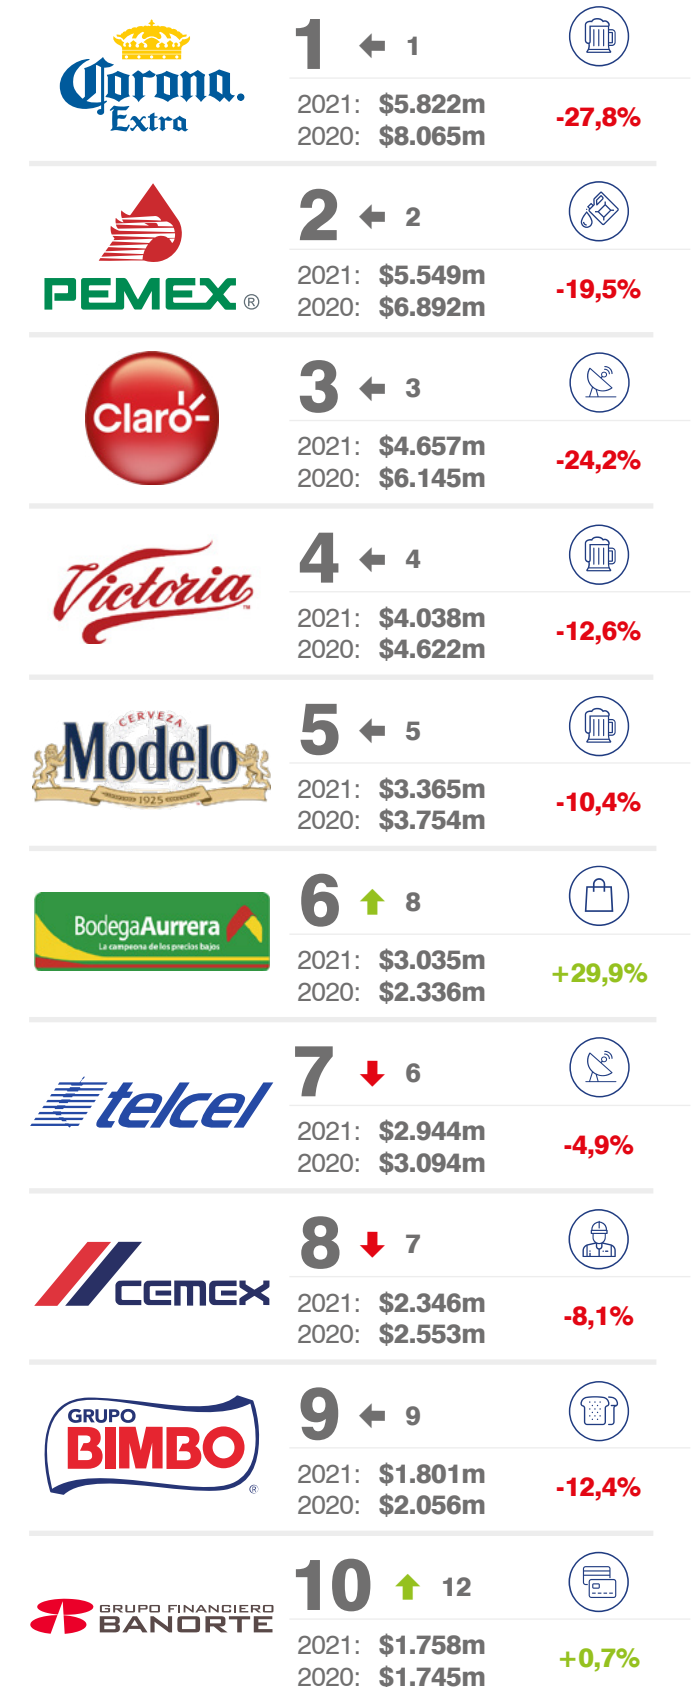 Corona.
Extra
1 1
2021: $5.822m
2020: $8.065m
-27,8%
PEMEX ®
2 2
2021: $5.549m
2020: $6.892m
-19,5%
Claro
3 3
2021: $4.657m
2020: $6.145m
-24,2%
Victoria™
4 4
2021: $4.038m
2020: $4.622m
-12,6%
CERVEZA
Modelo
1925
5 5
2021: $3.365m
2020: $3.754m
-10,4%
BodegaAurrera
La campeona de los precios bajos
6 8
2021: $3.035m
2020: $2.336m
+29,9%
telcel
7 6
2021: $2.944m
2020: $3.094m
-4,9%
CEMEX
8 7
2021: $2.346m
2020: $2.553m
-8,1%
GRUPO
BIMBO
®
9 9
2021: $1.801m
2020: $2.056m
-12,4%
GRUPO FINANCIERO
BANORTE
10 12
2021: $1.758m
2020: $1.745m
+0,7%